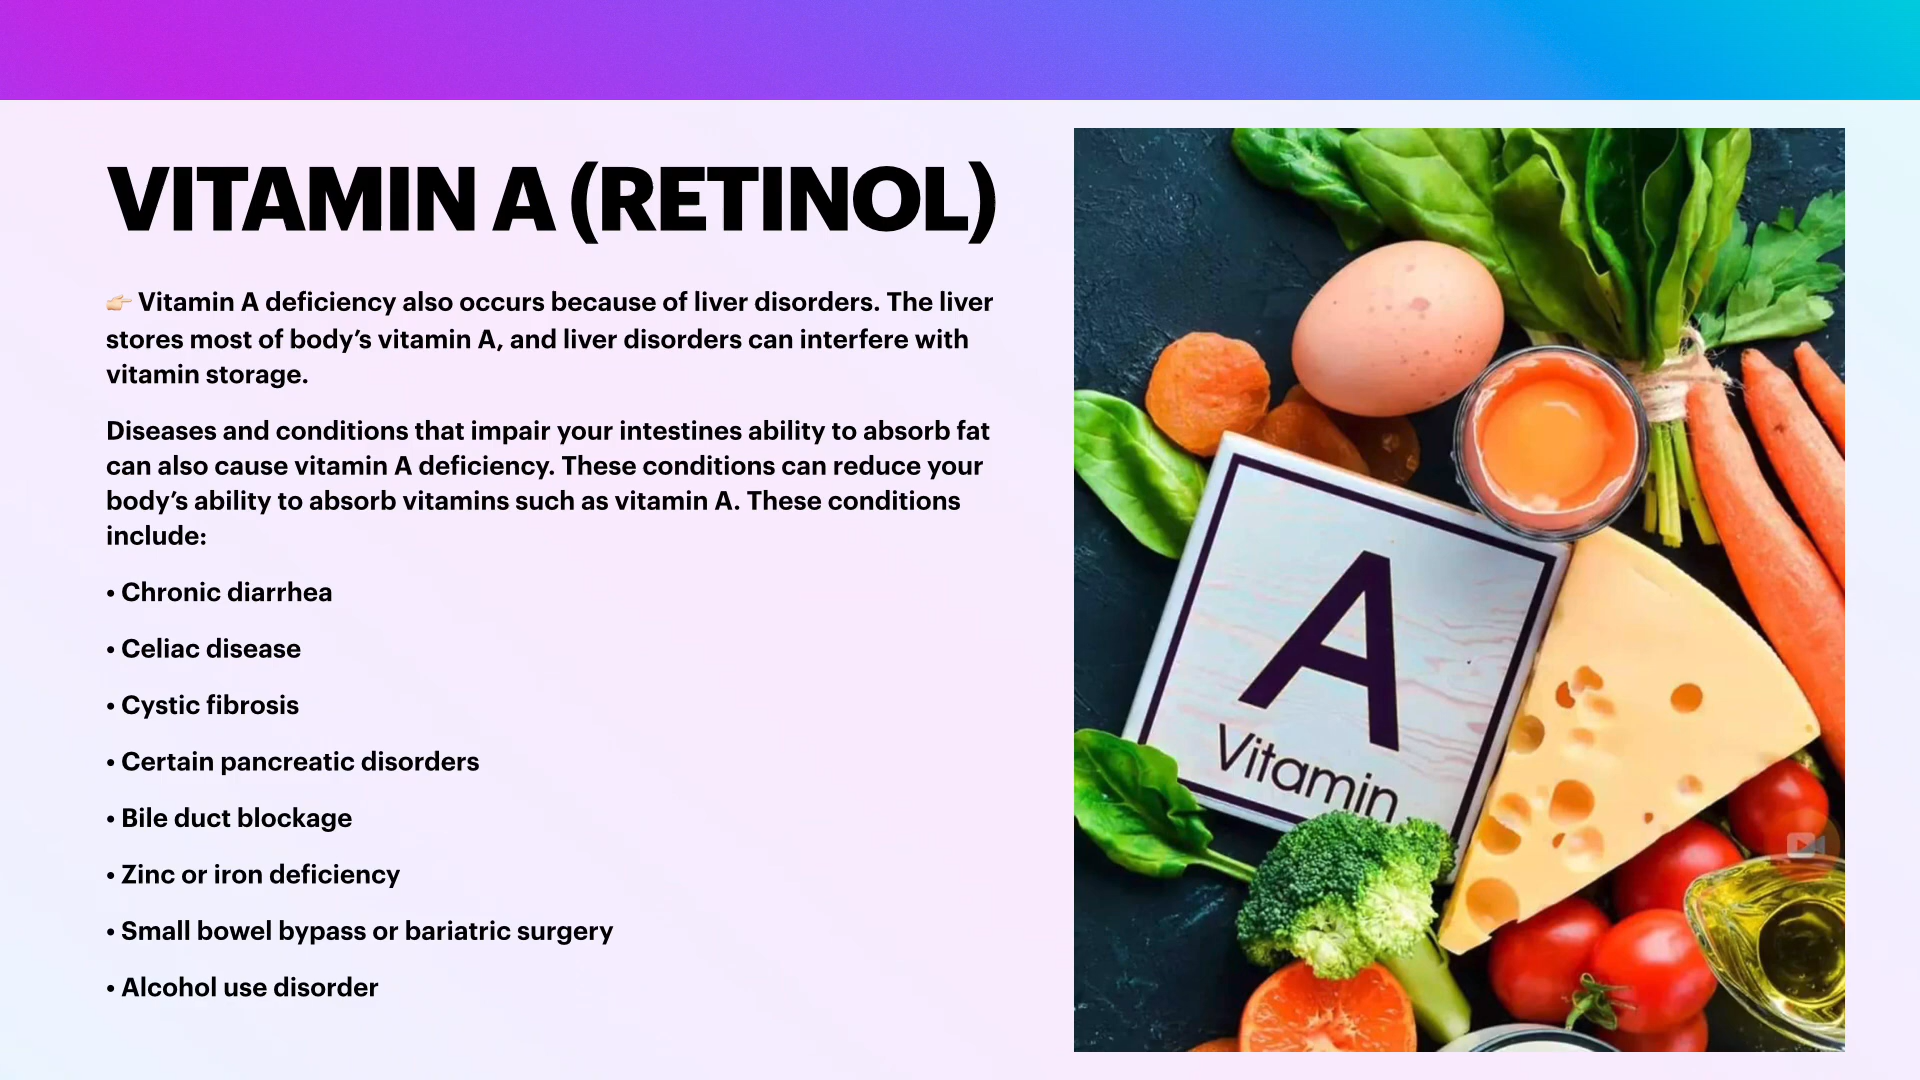 VITAMIN A (RETINOL)
👉🏻 Vitamin A deficiency also occurs because of liver disorders. The liver
stores most of body’s vitamin A, and liver disorders can interfere with
vitamin storage.
Diseases and conditions that impair your intestines ability to absorb fat
can also cause vitamin A deficiency. These conditions can reduce your
body’s ability to absorb vitamins such as vitamin A. These conditions
include:
• Chronic diarrhea
• Celiac disease
• Cystic fibrosis
• Certain pancreatic disorders
• Bile duct blockage
• Zinc or iron deficiency
• Small bowel bypass or bariatric surgery
• Alcohol use disorder
A
Vitamin